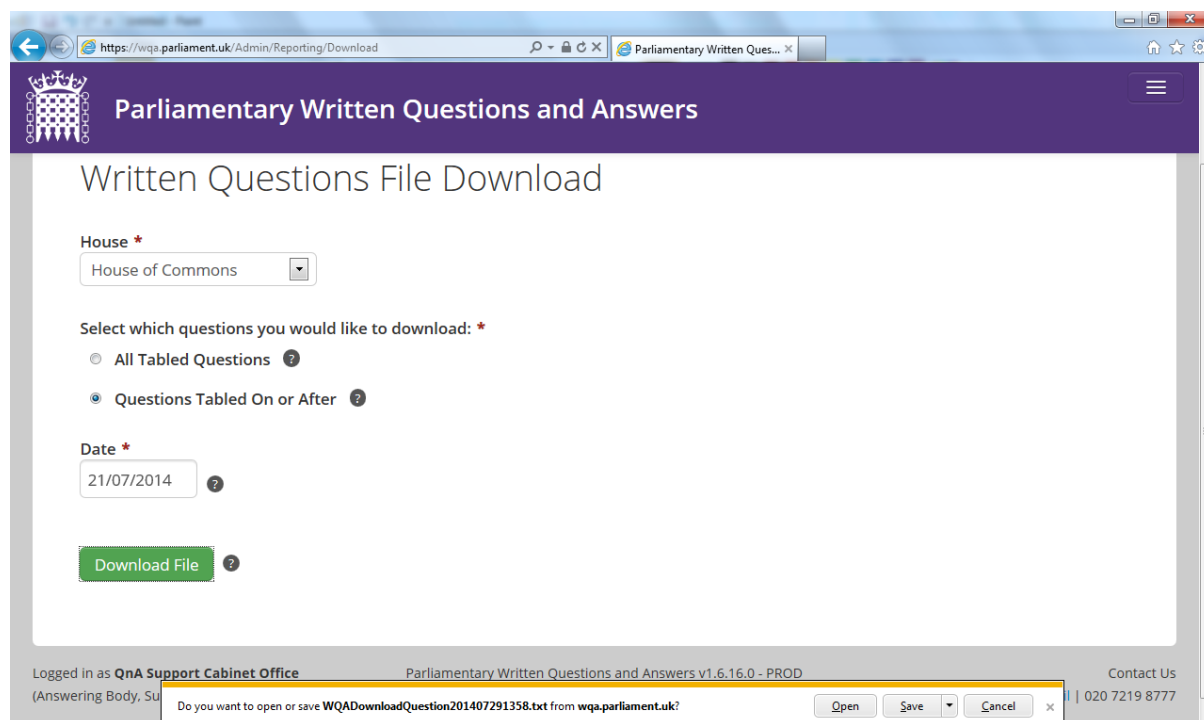 https://wqa.parliament.uk/Admin/Reporting/Download
Parliamentary Written Ques...
Parliamentary Written Questions and Answers
Written Questions File Download
House *
House of Commons
Select which questions you would like to download: *
All Tabled Questions ?
Questions Tabled On or After ?
Date *
21/07/2014 ?
Download File ?
Logged in as QnA Support Cabinet Office Parliamentary Written Questions and Answers v1.6.16.0 - PROD Contact Us
(Answering Body, Su | 020 7219 8777
Do you want to open or save WQADownloadQuestion201407291358.txt from wqa.parliament.uk? Open Save Cancel